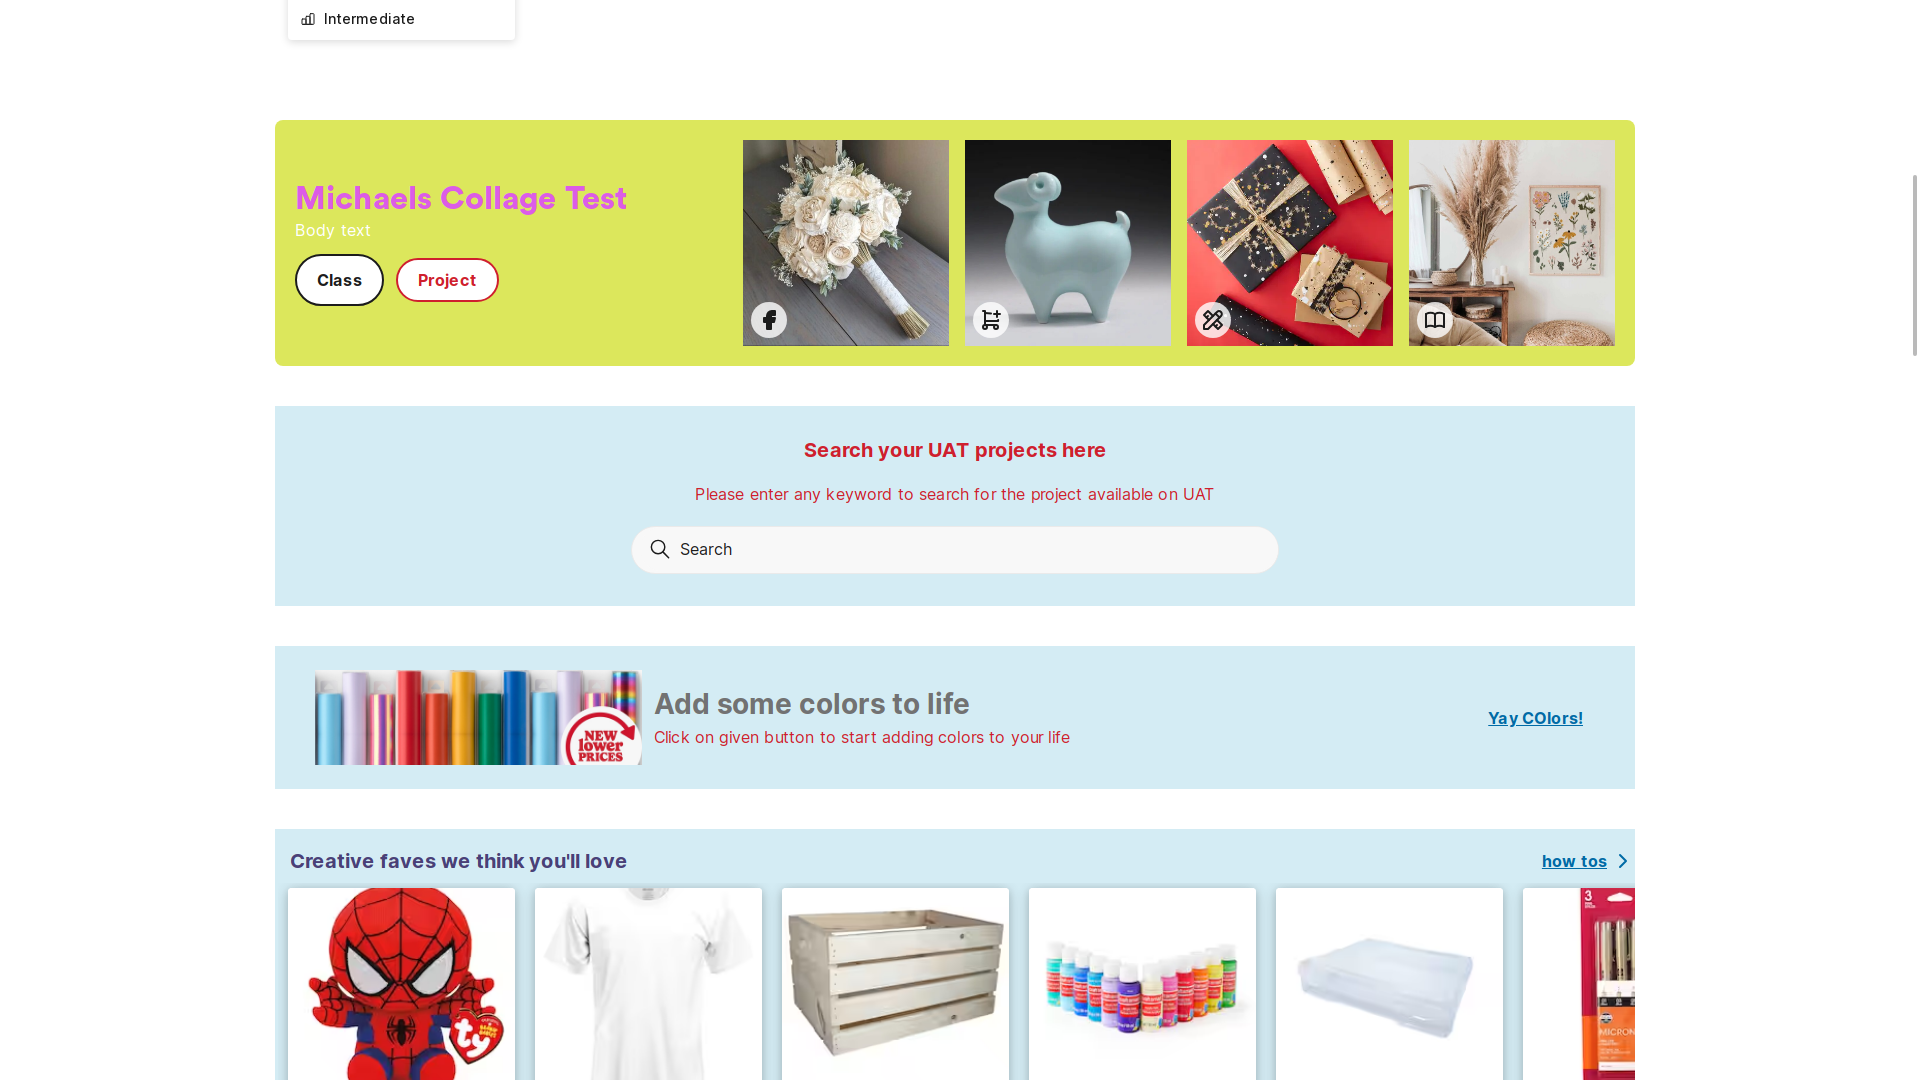 Intermediate
Michaels Collage Test
Body text
Class
Project
Search your UAT projects here
Please enter any keyword to search for the project available on UAT
Search
NEW
lower
PRICES
Add some colors to life
Click on given button to start adding colors to your life
Yay COlors!
Creative faves we think you'll love
how tos
ty
3
MICRON